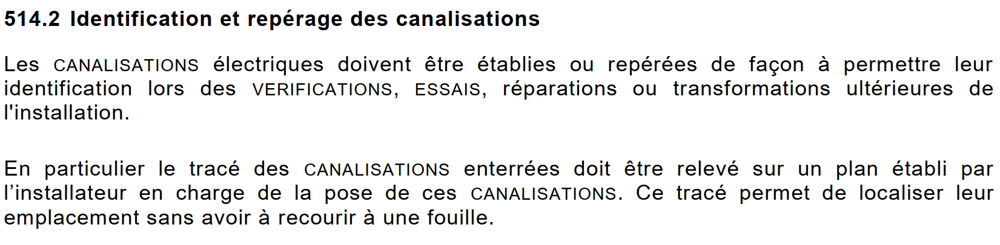 514.2 Identification et repérage des canalisations
Les CANALISATIONS électriques doivent être établies ou repérées de façon à permettre leur
identification lors des VERIFICATIONS, ESSAIS, réparations ou transformations ultérieures de
l'installation.
En particulier le tracé des CANALISATIONS enterrées doit être relevé sur un plan établi par
l’installateur en charge de la pose de ces CANALISATIONS. Ce tracé permet de localiser leur
emplacement sans avoir à recourir à une fouille.